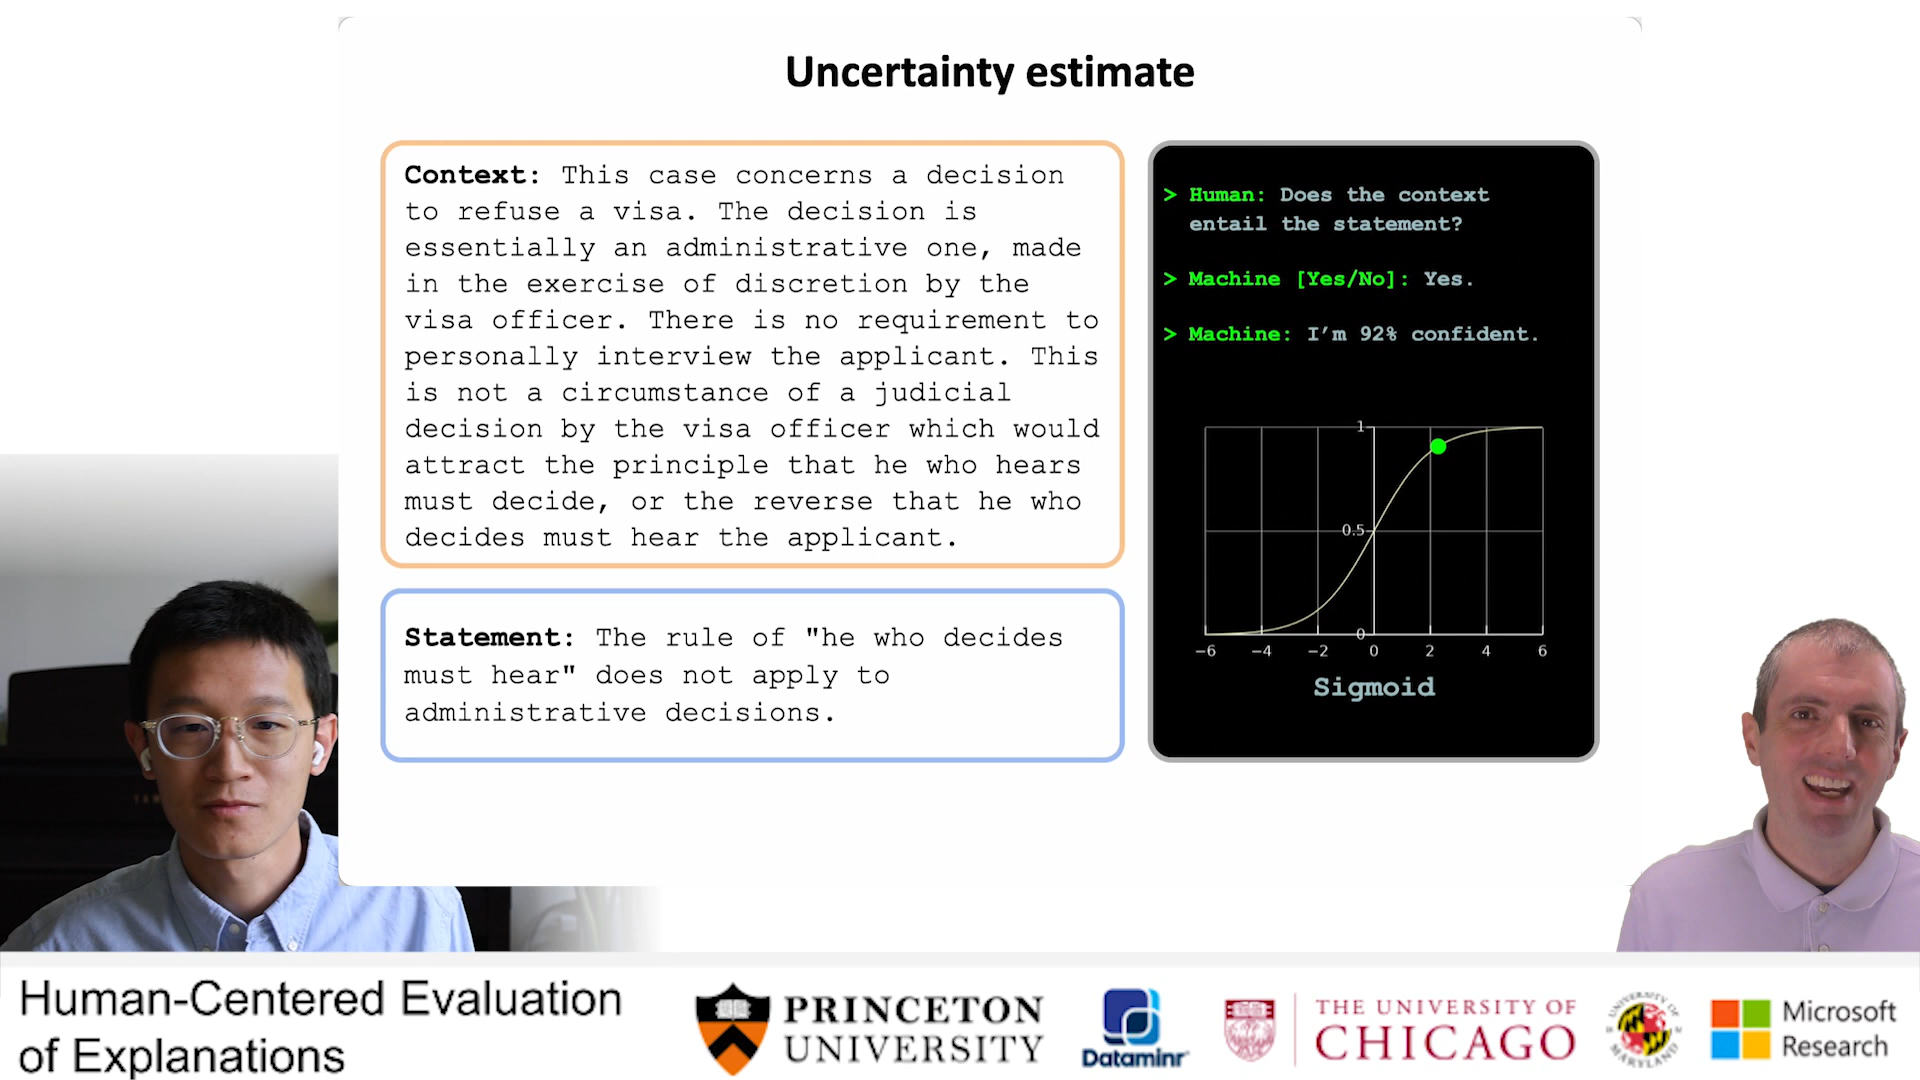 Uncertainty estimate
Context: This case concerns a decision
to refuse a visa. The decision is
essentially an administrative one, made
in the exercise of discretion by the
visa officer. There is no requirement to
personally interview the applicant. This
is not a circumstance of a judicial
decision by the visa officer which would
attract the principle that he who hears
must decide, or the reverse that he who
decides must hear the applicant.
Statement: The rule of "he who decides
must hear" does not apply to
administrative decisions.
> Human: Does the context
entail the statement?
> Machine [Yes/No]: Yes.
> Machine: I’m 92% confident.
1
0.5
0
−6 −4 −2 0 2 4 6
Sigmoid
Human-Centered Evaluation
of Explanations
PRINCETON
UNIVERSITY
Dataminr
THE UNIVERSITY OF
CHICAGO
UNIVERSITY OF
MARYLAND
Microsoft
Research